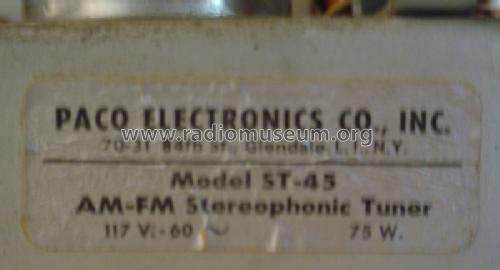 PACO ELECTRONICS CO., INC.
www.radiomuseum.org
70-31 St., Glendale L.I., N.Y.
Model ST-45
AM-FM Stereophonic Tuner
117 V.-60 ~ 75 W.